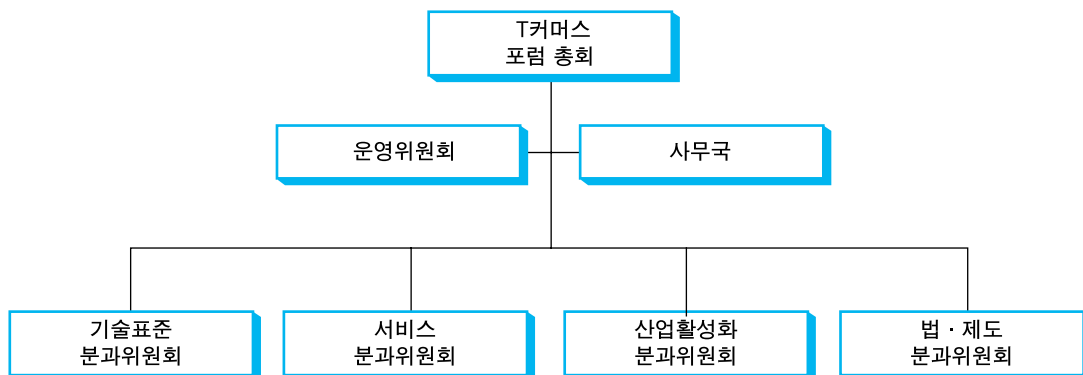 T커머스
포럼 총회
운영위원회
사무국
기술표준
분과위원회
서비스
분과위원회
산업활성화
분과위원회
법 · 제도
분과위원회